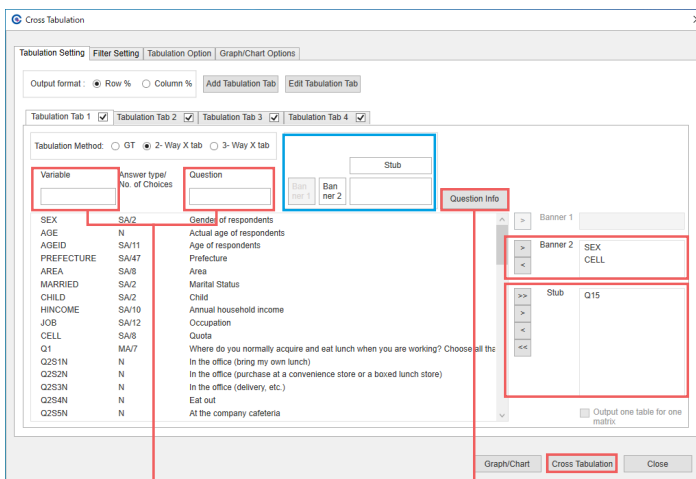 Cross Tabulation
Tabulation Setting Filter Setting Tabulation Option Graph/Chart Options
Output format : Row % Column % Add Tabulation Tab Edit Tabulation Tab
Tabulation Tab 1 Tabulation Tab 2 Tabulation Tab 3 Tabulation Tab 4
Tabulation Method: GT 2- Way X tab 3- Way X tab
Stub
Variable Answer type/ Question
No. of Choices
Ban Ban
ner 1 ner 2
Question Info
SEX SA/2 Gender of respondents
AGE N Actual age of respondents
AGEID SA/11 Age of respondents
PREFECTURE SA/47 Prefecture
AREA SA/8 Area
MARRIED SA/2 Marital Status
CHILD SA/2 Child
HINCOME SA/10 Annual household income
JOB SA/12 Occupation
CELL SA/8 Quota
Q1 MA/7 Where do you normally acquire and eat lunch when you are working? Choose all tha
Q2S1N N In the office (bring my own lunch)
Q2S2N N In the office (purchase at a convenience store or a boxed lunch store)
Q2S3N N In the office (delivery, etc.)
Q2S4N N Eat out
Q2S5N N At the company cafeteria
> Banner 1
> Banner 2 SEX
< CELL
>> Stub Q15
>
<
<<
Output one table for one
matrix
Graph/Chart Cross Tabulation Close